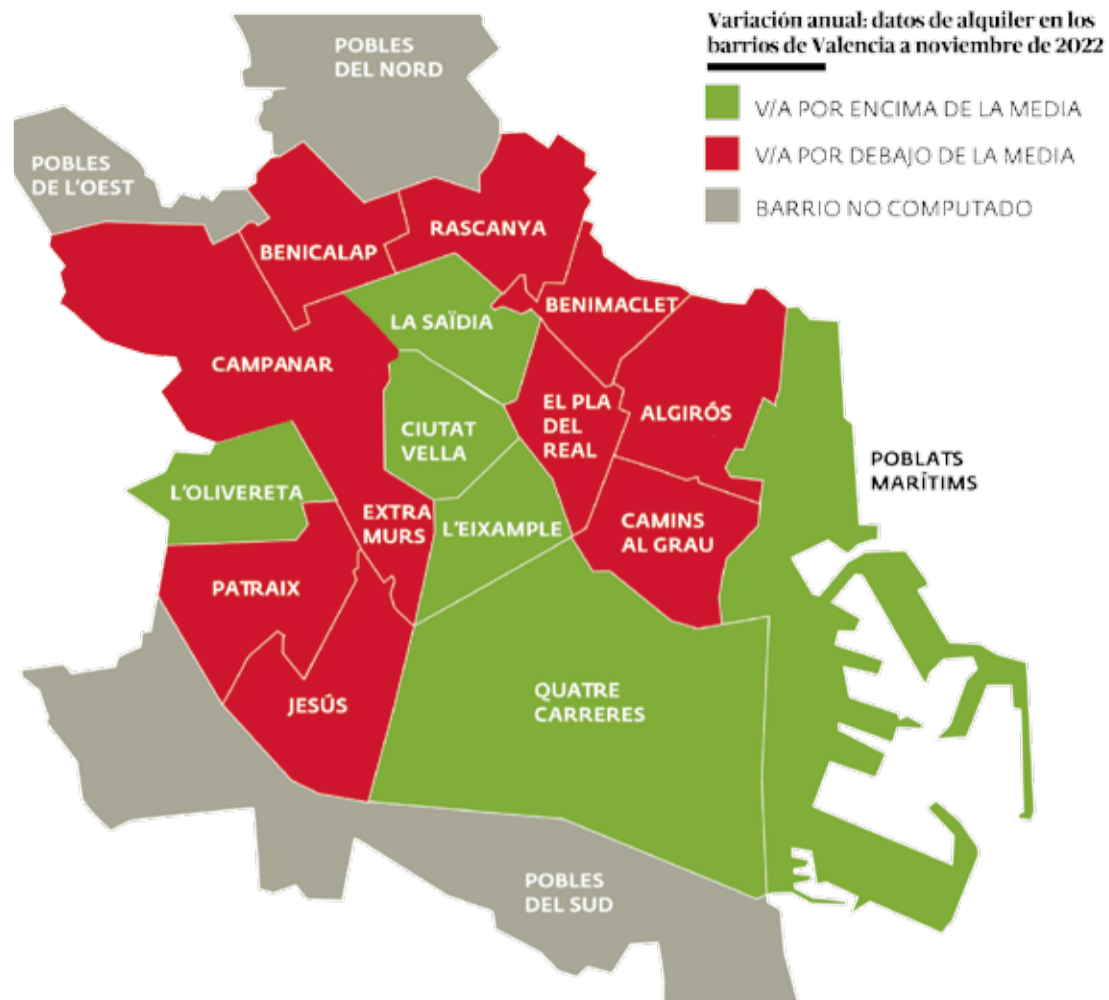 Variación anual: datos de alquiler en los
barrios de Valencia a noviembre de 2022
V/A POR ENCIMA DE LA MEDIA
V/A POR DEBAJO DE LA MEDIA
BARRIO NO COMPUTADO
POBLES
DEL NORD
POBLES
DE L'OEST
BENICALAP
RASCANYA
BENIMACLET
LA SAÏDIA
CAMPANAR
EL PLA
DEL
REAL
ALGIRÓS
CIUTAT
VELLA
POBLATS
MARÍTIMS
L'OLIVERETA
EXTRA
MURS
L'EIXAMPLE
CAMINS
AL GRAU
PATRAIX
JESÚS
QUATRE
CARRERES
POBLES
DEL SUD